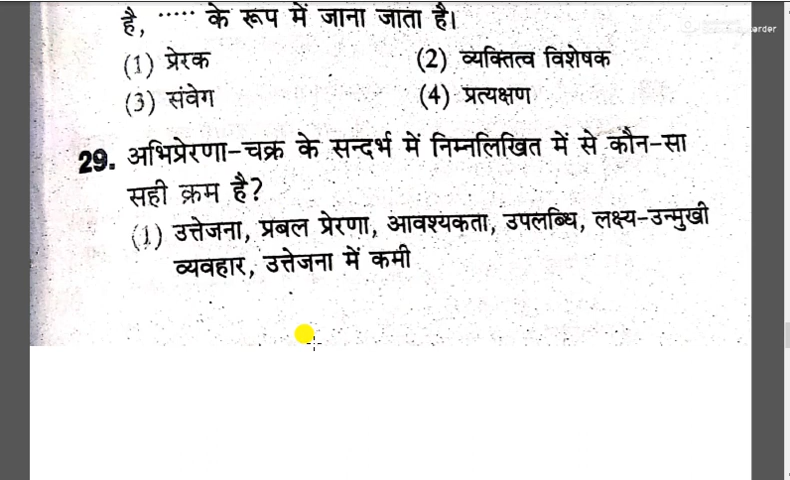 है, ····· के रूप में जाना जाता है।
(1) प्रेरक
(2) व्यक्तित्व विशेषक
(3) संवेग
(4) प्रत्यक्षण
29. अभिप्रेरणा-चक्र के सन्दर्भ में निम्नलिखित में से कौन-सा
सही क्रम है?
(1) उत्तेजना, प्रबल प्रेरणा, आवश्यकता, उपलब्धि, लक्ष्य-उन्मुखी
व्यवहार, उत्तेजना में कमी